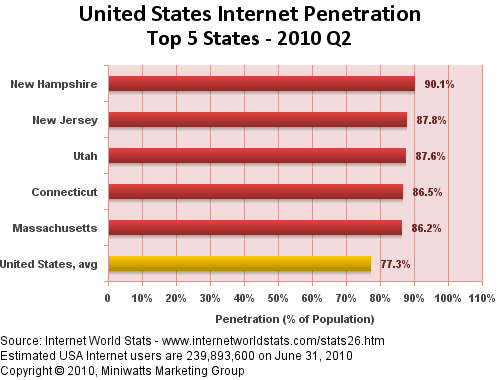 United States Internet Penetration
Top 5 States - 2010 Q2
New Hampshire 90.1%
New Jersey 87.8%
Utah 87.6%
Connecticut 86.5%
Massachusetts 86.2%
United States, avg 77.3%
0% 10% 20% 30% 40% 50% 60% 70% 80% 90% 100% 110%
Penetration (% of Population)
Source: Internet World Stats - www.internetworldstats.com/stats26.htm
Estimated USA Internet users are 239,893,600 on June 31, 2010
Copyright © 2010, Miniwatts Marketing Group